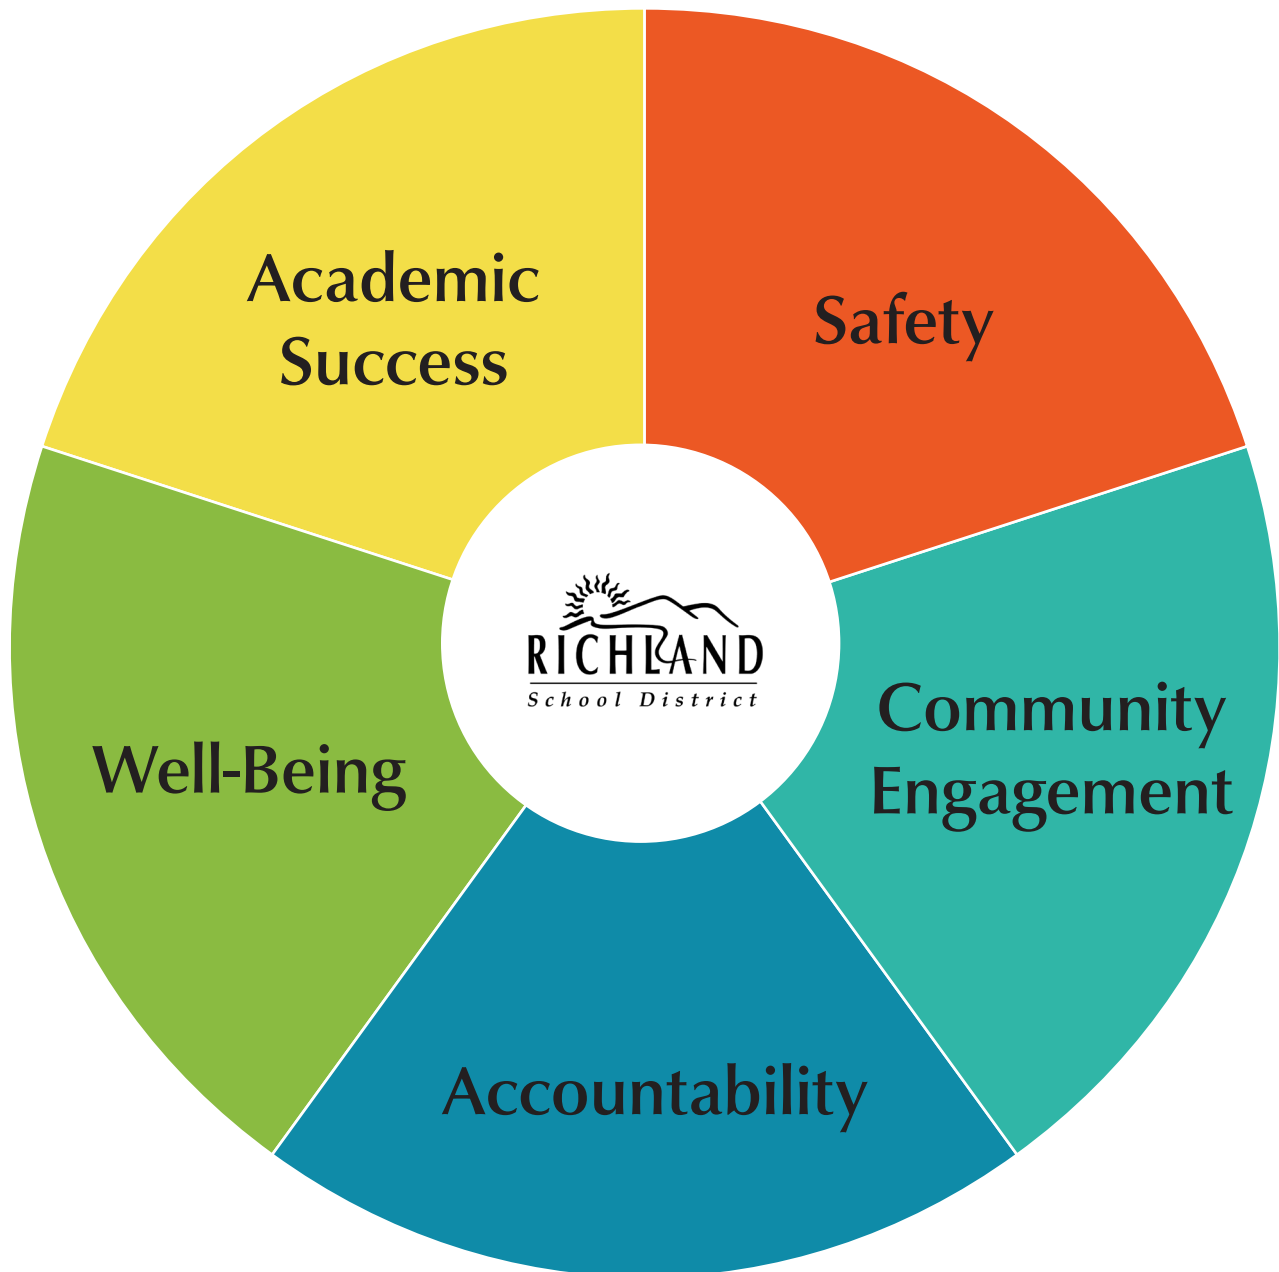 Academic
Success
Safety
RICHLAND
School District
Community
Engagement
Well-Being
Accountability